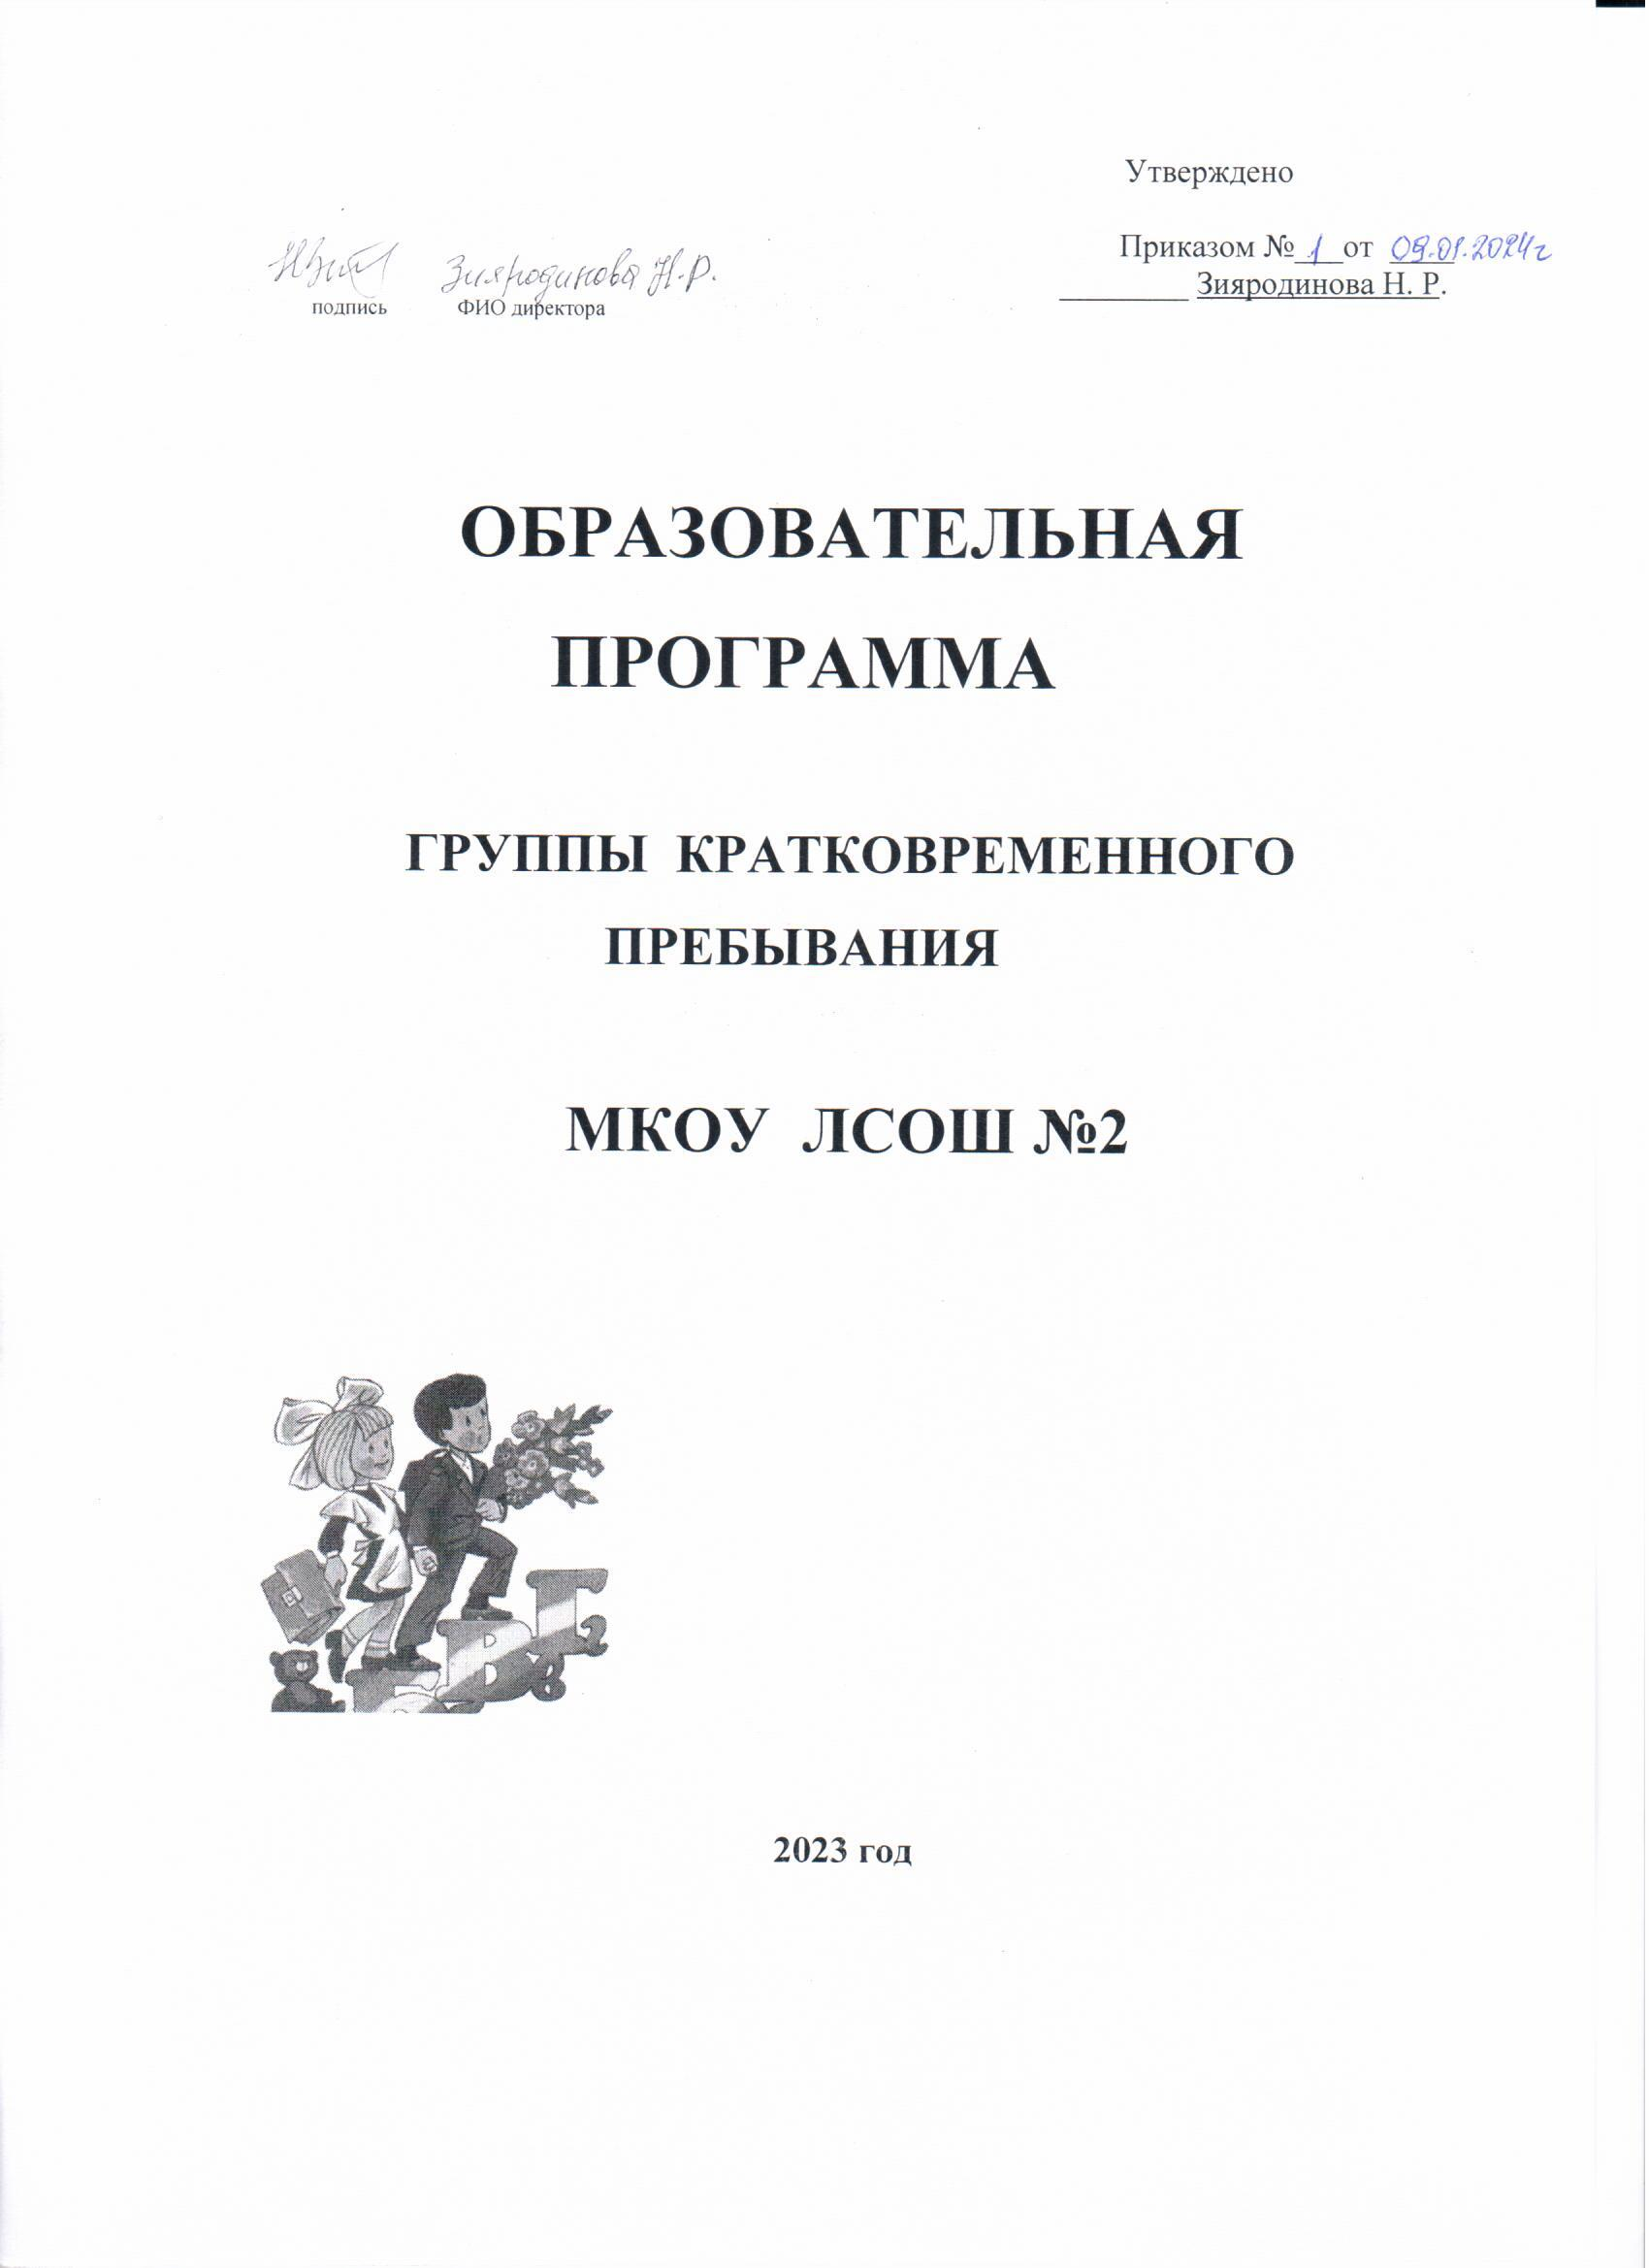 Утверждено
Приказом № 1 от 09.01.2024г
Зияродинова Н. Р.
Зияродинова Н.Р.
подпись ФИО директора
ОБРАЗОВАТЕЛЬНАЯ
ПРОГРАММА
ГРУППЫ КРАТКОВРЕМЕННОГО
ПРЕБЫВАНИЯ
МКОУ ЛСОШ №2
БВГ
2023 год